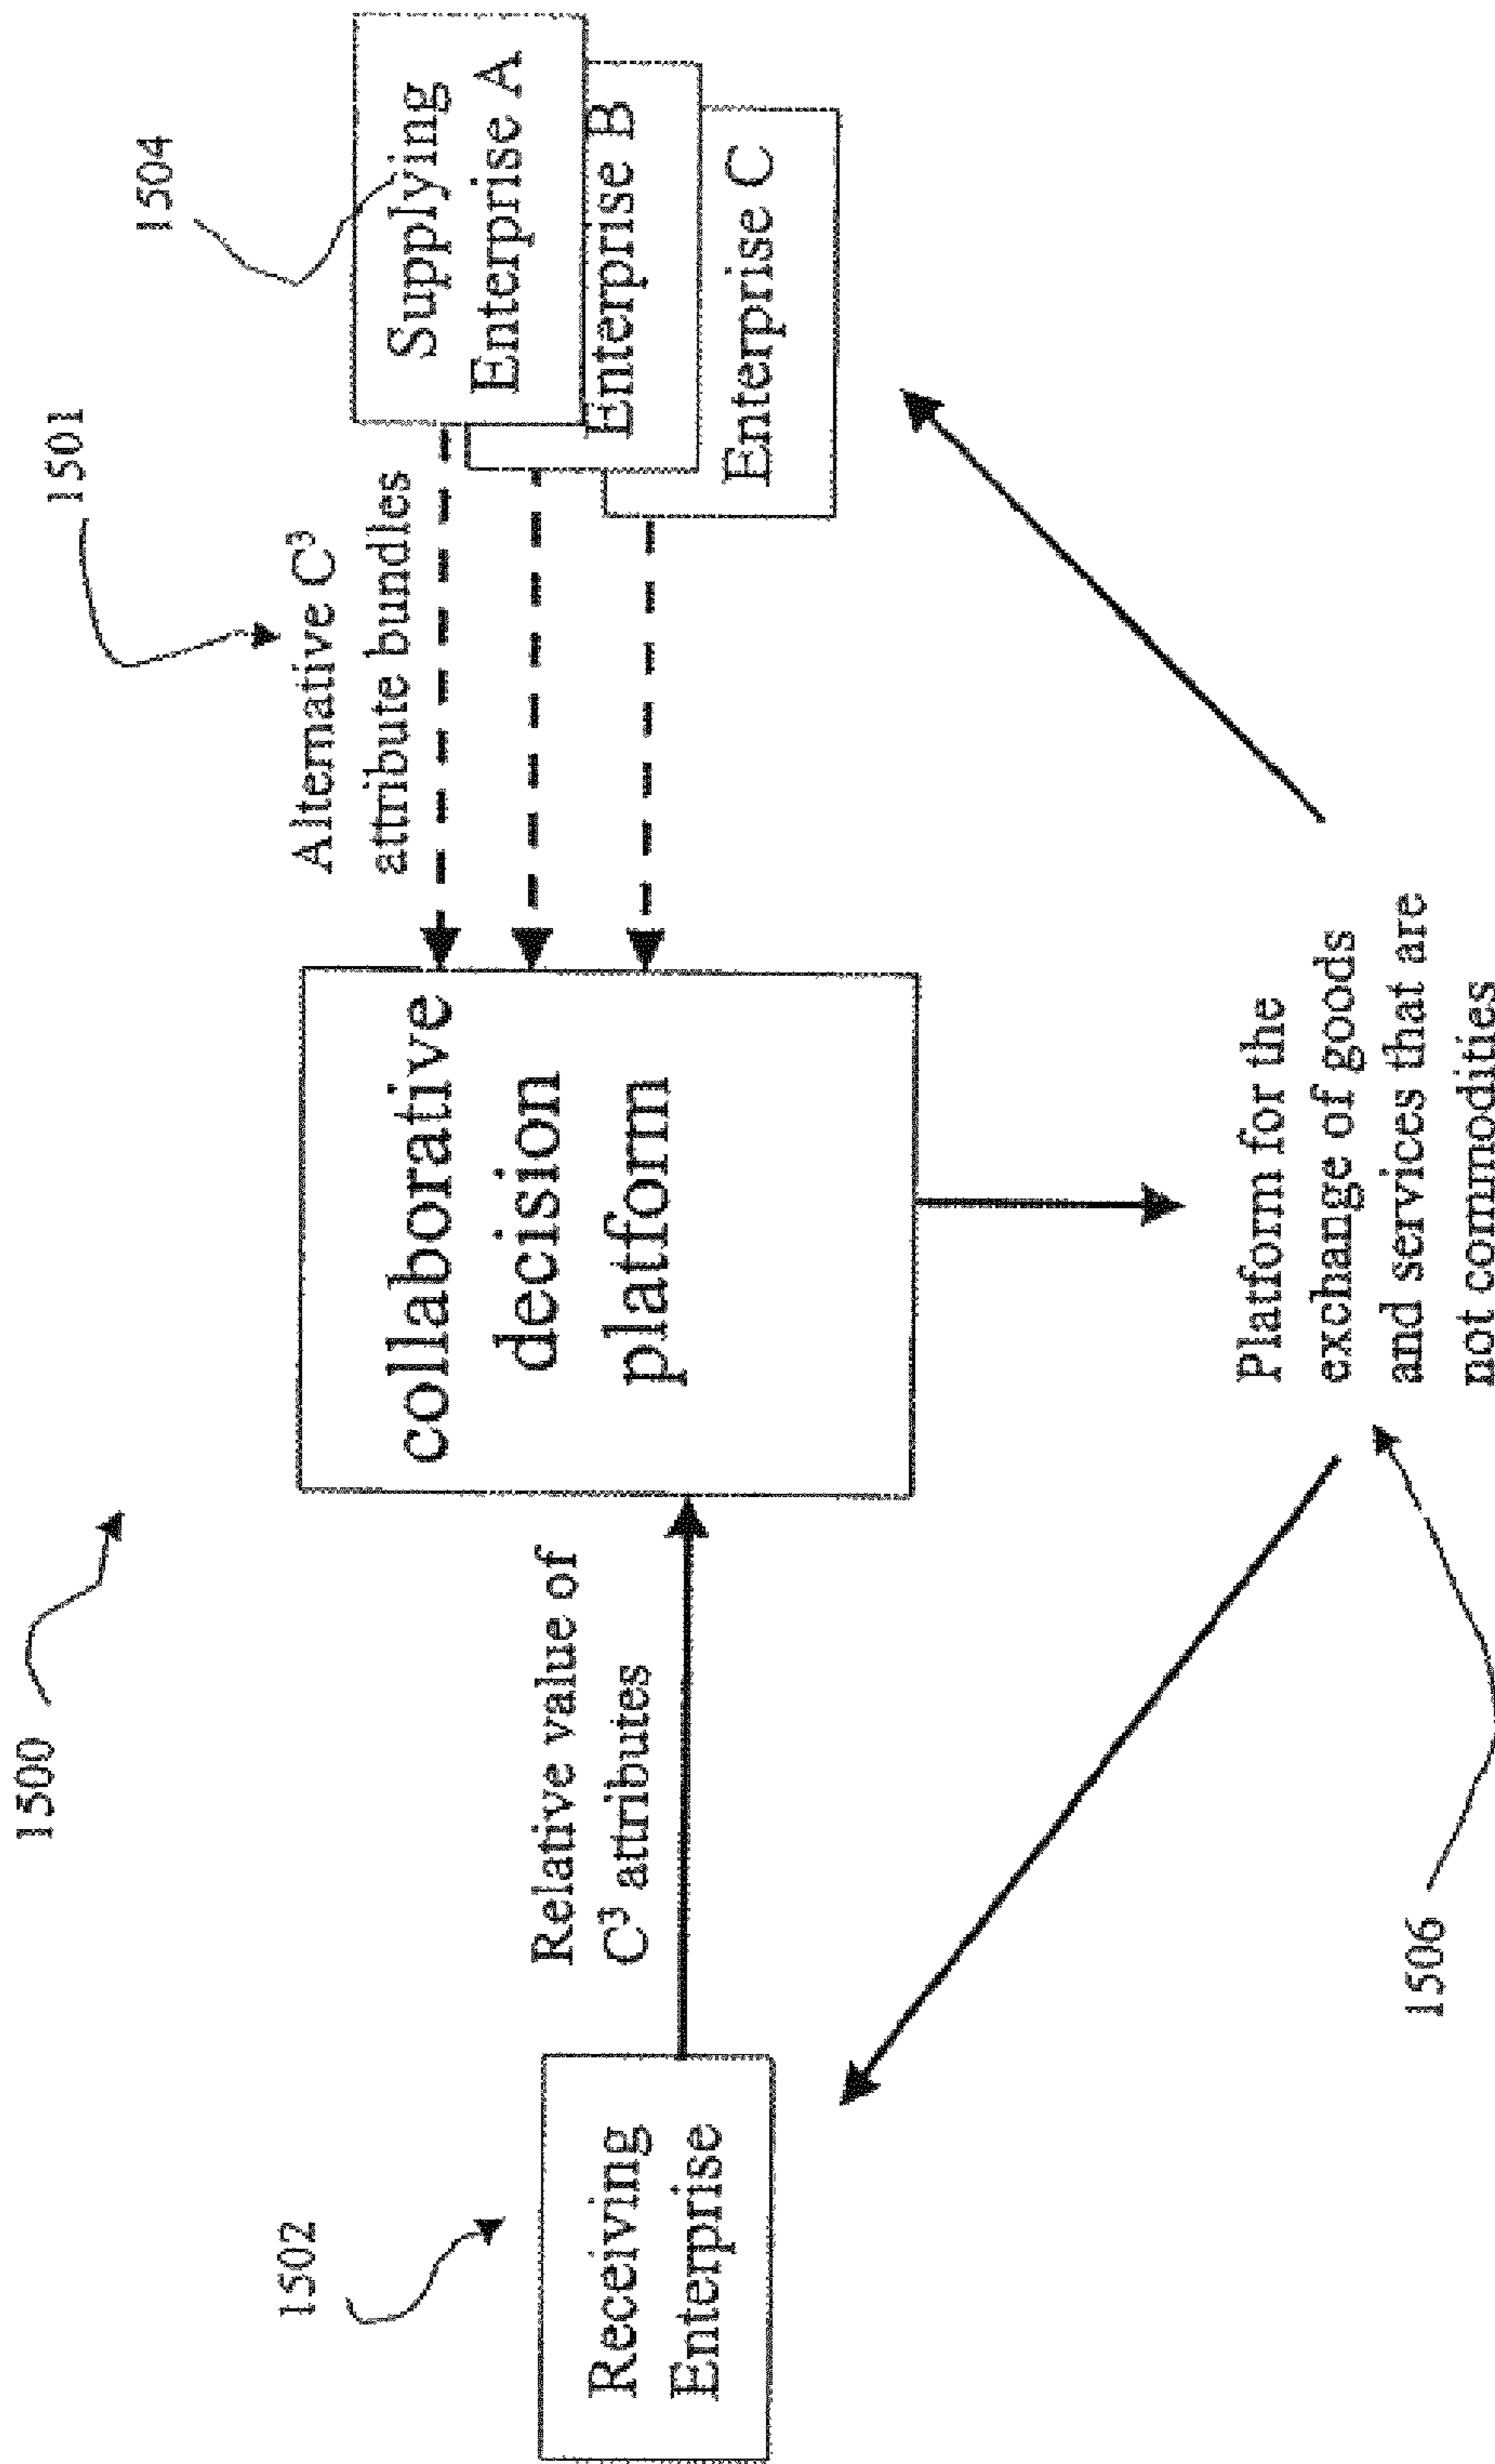 1500
1502
Receiving
Enterprise
Relative value of
C³ attributes
collaborative
decision
platform
1501
Alternative C³
attribute bundles
1504
Supplying
Enterprise A
Enterprise B
Enterprise C
Platform for the
exchange of goods
and services that are
not commodities
1506